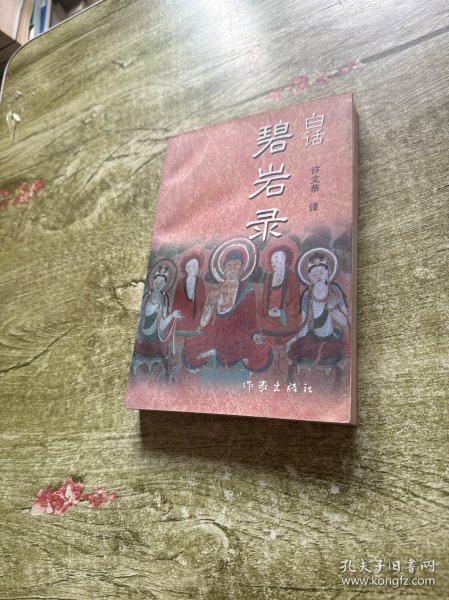 白话
碧岩录
许文恭 译
作家出版社
孔夫子旧书网
www.kongfz.com